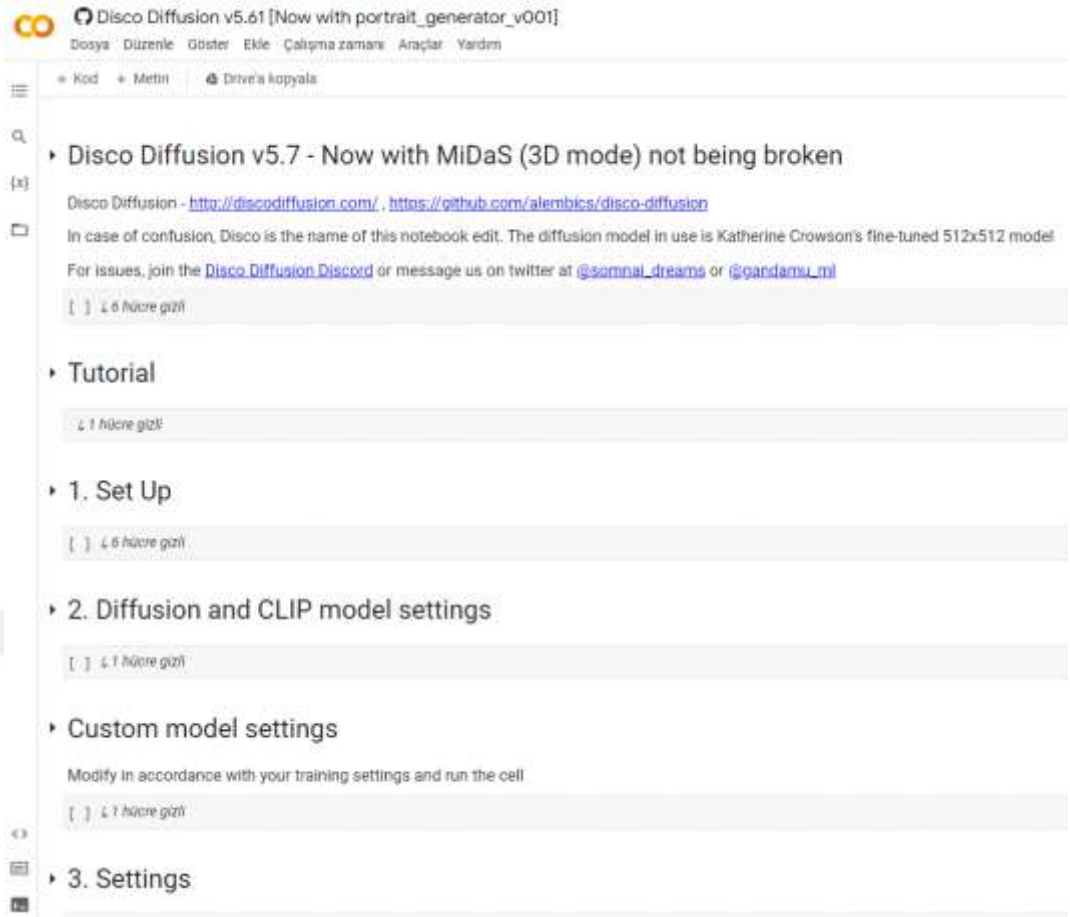 CO Disco Diffusion v5.61 [Now with portrait_generator_v001]
Dosya Düzenle Göster Ekle Çalışma zamanı Araçlar Yardım
+ Kod + Metin Drive'a kopyala
Disco Diffusion v5.7 - Now with MiDaS (3D mode) not being broken
{x}
Disco Diffusion - http://discodiffusion.com/ , https://github.com/alembics/disco-diffusion
In case of confusion, Disco is the name of this notebook edit. The diffusion model in use is Katherine Crowson's fine-tuned 512x512 model
For issues, join the Disco Diffusion Discord or message us on twitter at @somnai_dreams or @gandamu_ml
[ ] ↳ 6 hücre gizli
Tutorial
↳ 1 hücre gizli
1. Set Up
[ ] ↳ 6 hücre gizli
2. Diffusion and CLIP model settings
[ ] ↳ 1 hücre gizli
Custom model settings
Modify in accordance with your training settings and run the cell
[ ] ↳ 1 hücre gizli
3. Settings